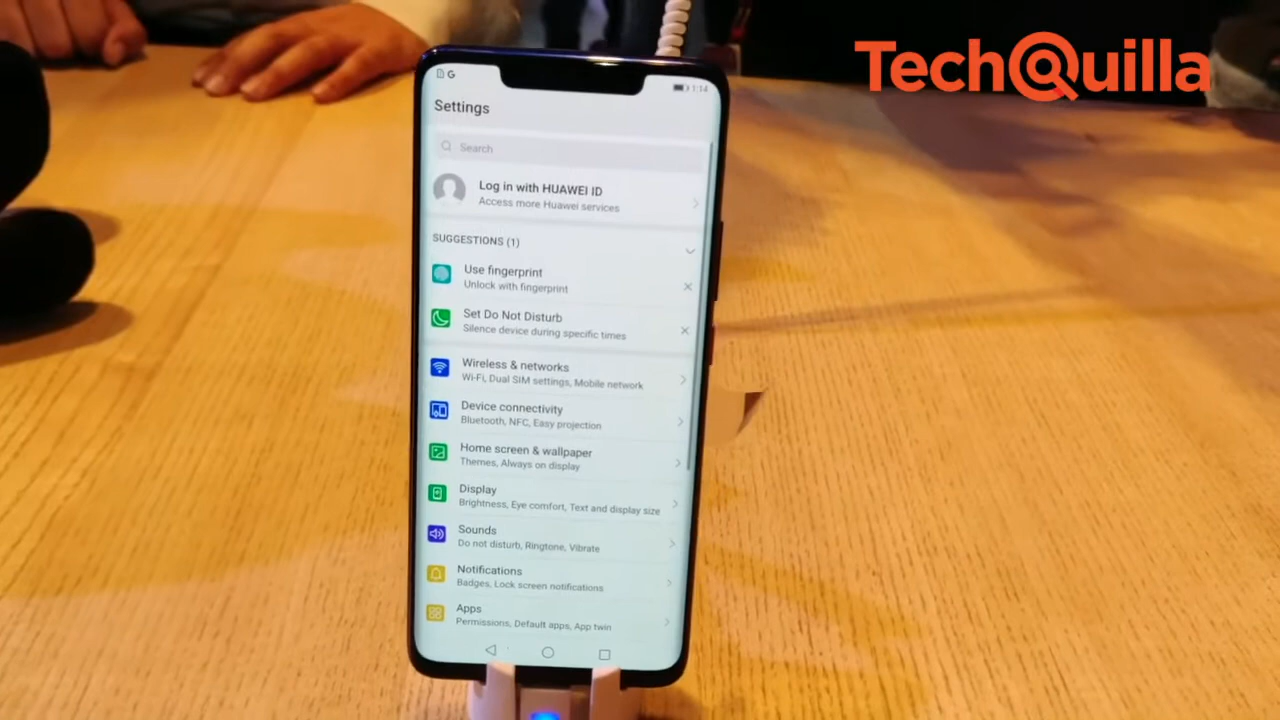 TechQuilla
G
1:14
Settings
Search
Log in with HUAWEI ID
Access more Huawei services
SUGGESTIONS (1)
Use fingerprint
Unlock with fingerprint
Set Do Not Disturb
Silence device during specific times
Wireless & networks
Wi-Fi, Dual SIM settings, Mobile network
Device connectivity
Bluetooth, NFC, Easy projection
Home screen & wallpaper
Themes, Always on display
Display
Brightness, Eye comfort, Text and display size
Sounds
Do not disturb, Ringtone, Vibrate
Notifications
Badges, Lock screen notifications
Apps
Permissions, Default apps, App twin